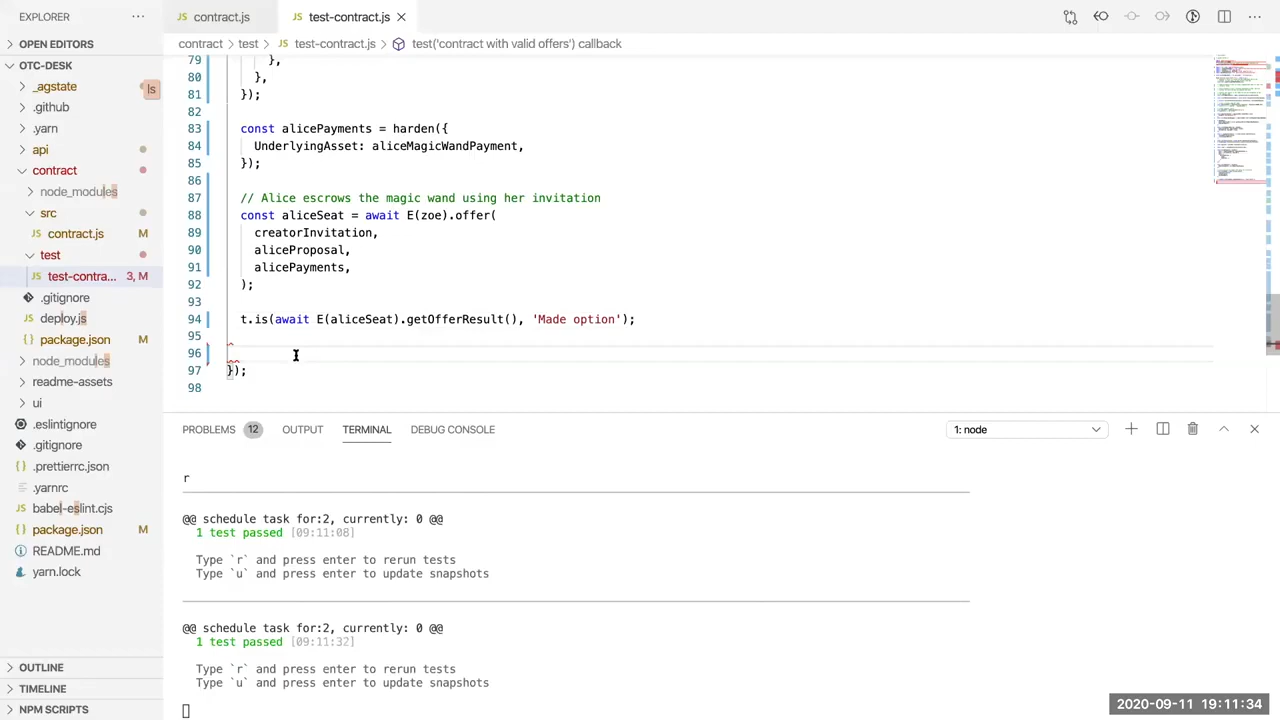 EXPLORER
contract.js
test-contract.js
OPEN EDITORS
contract > test > JS test-contract.js > test('contract with valid offers') callback
OTC-DESK
_agstate
ls
.github
.yarn
api
contract
node_modules
src
JS contract.js M
test
JS test-contra... 3, M
.gitignore
JS deploy.js
{} package.json M
node_modules
readme-assets
ui
.eslintignore
.gitignore
{} .prettierrc.json
.yarnrc
JS babel-eslint.cjs
{} package.json M
README.md
yarn.lock
OUTLINE
TIMELINE
NPM SCRIPTS
79 },
80 },
81 });
82
83 const alicePayments = harden({
84 UnderlyingAsset: aliceMagicWandPayment,
85 });
86
87 // Alice escrows the magic wand using her invitation
88 const aliceSeat = await E(zoe).offer(
89 creatorInvitation,
90 aliceProposal,
91 alicePayments,
92 );
93
94 t.is(await E(aliceSeat).getOfferResult(), 'Made option');
95
96
97 });
98
PROBLEMS 12 OUTPUT TERMINAL DEBUG CONSOLE 1: node
r
@@ schedule task for:2, currently: 0 @@
1 test passed [09:11:08]
Type `r` and press enter to rerun tests
Type `u` and press enter to update snapshots
@@ schedule task for:2, currently: 0 @@
1 test passed [09:11:32]
Type `r` and press enter to rerun tests
Type `u` and press enter to update snapshots
2020-09-11 19:11:34